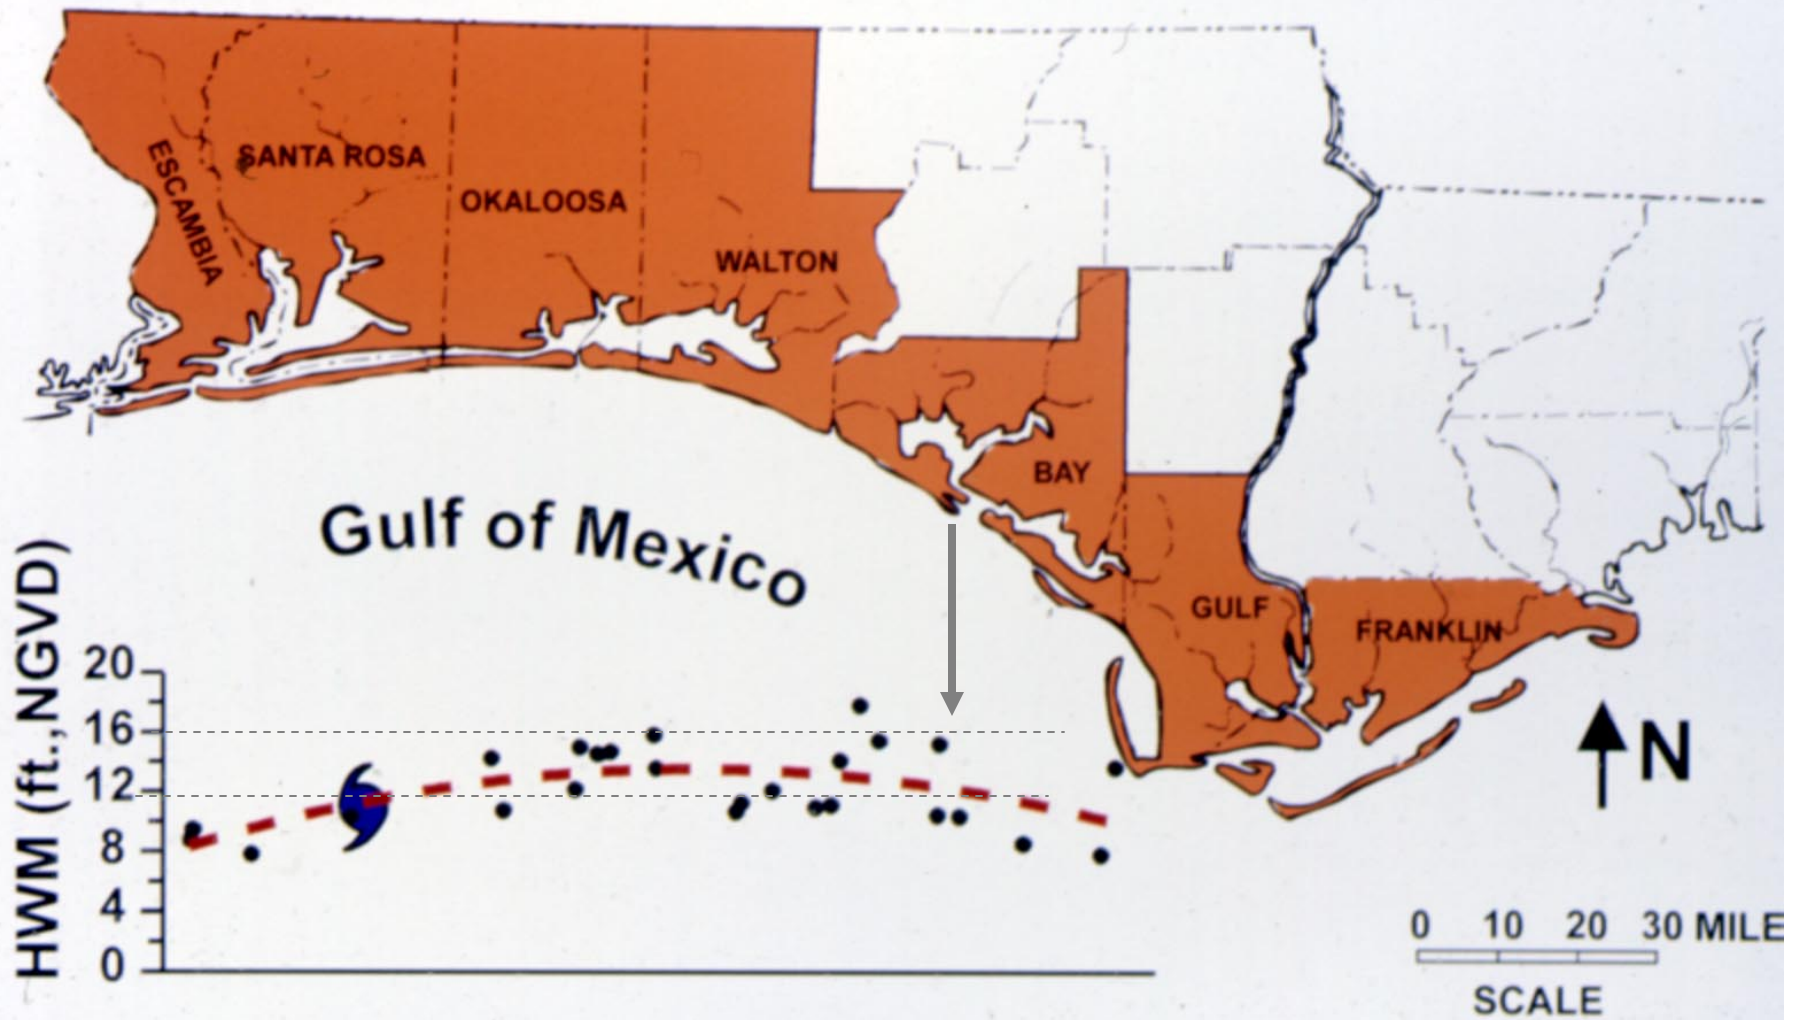 ESCAMBIA
SANTA ROSA
OKALOOSA
WALTON
BAY
GULF
FRANKLIN
Gulf of Mexico
HWM (ft.,NGVD)
20
16
12
8
4
0
N
0 10 20 30 MILE
SCALE